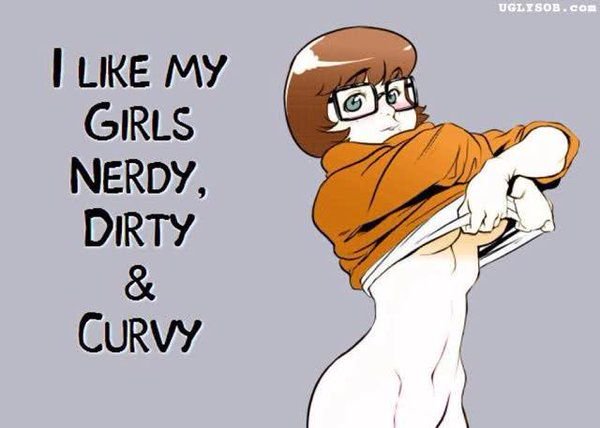 UGLYSOB.com
I LIKE MY
GIRLS
NERDY,
DIRTY
&
CURVY